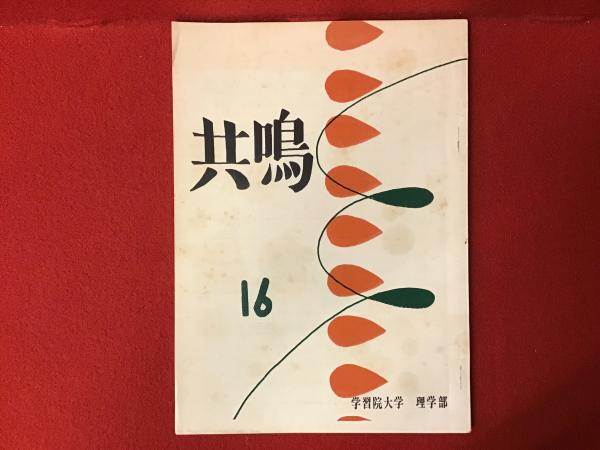 共鳴
16
学習院大学 理学部